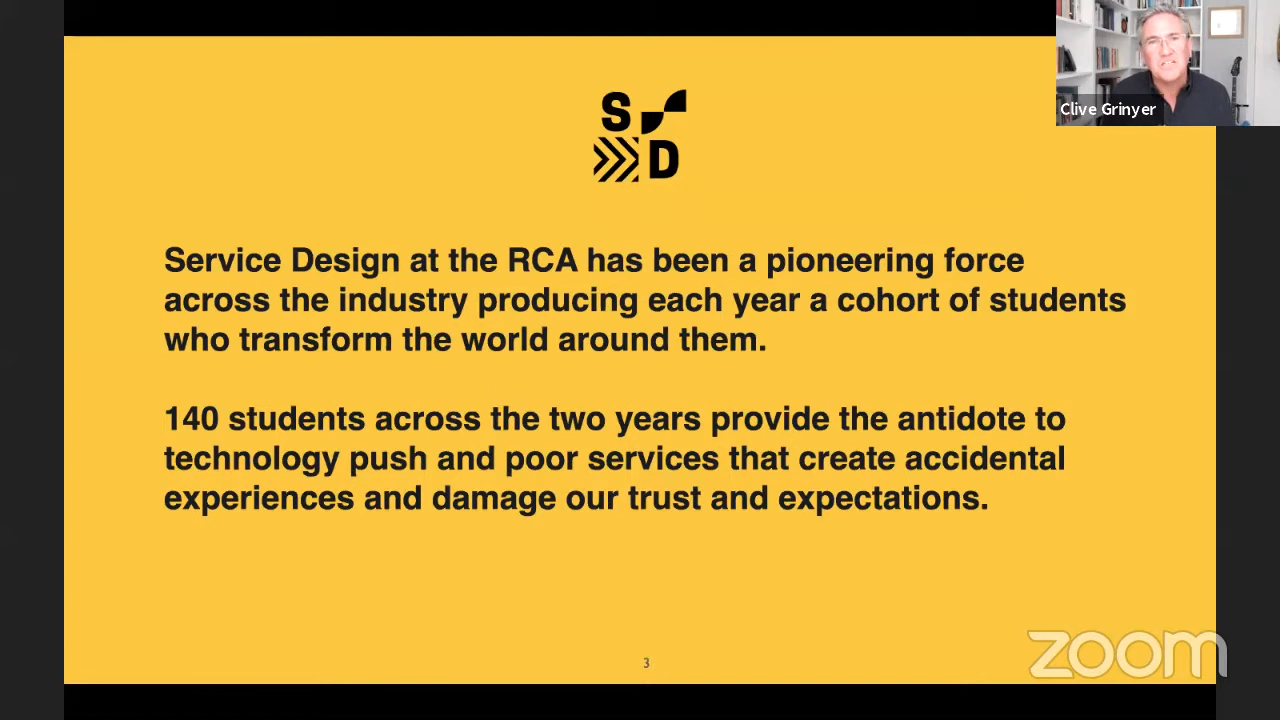 Clive Grinyer
S
D
Service Design at the RCA has been a pioneering force
across the industry producing each year a cohort of students
who transform the world around them.
140 students across the two years provide the antidote to
technology push and poor services that create accidental
experiences and damage our trust and expectations.
3
zoom